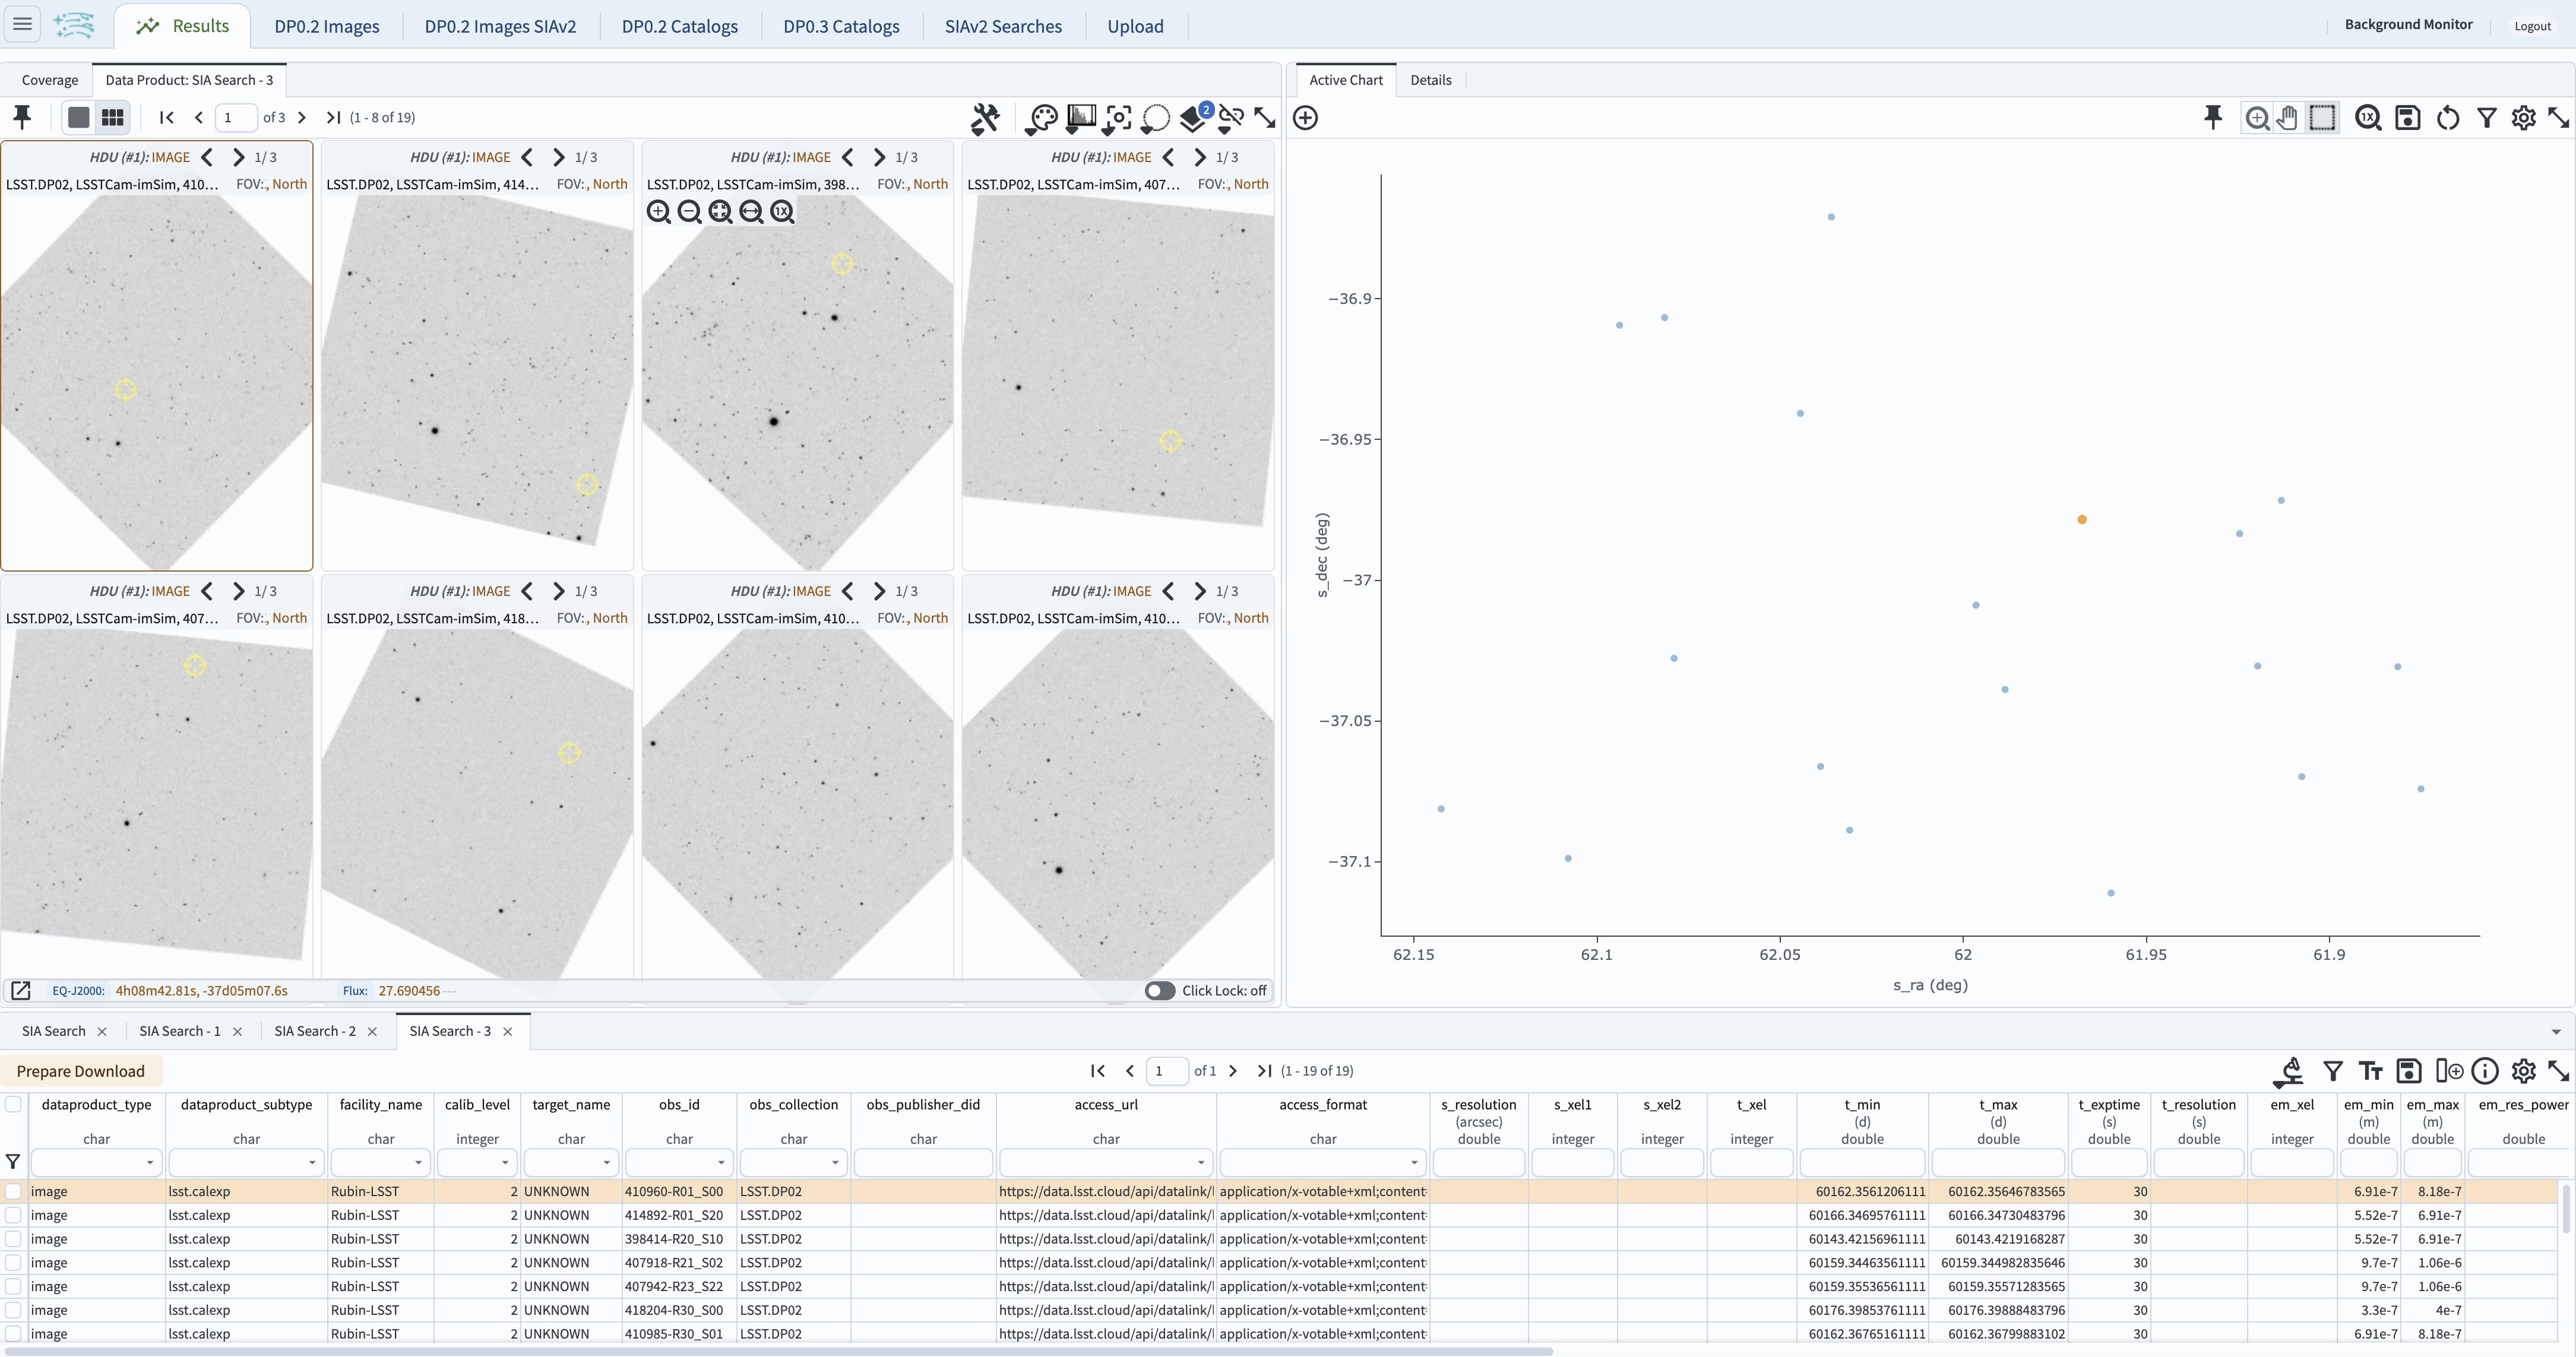 Results DP0.2 Images DP0.2 Images SIAv2 DP0.2 Catalogs DP0.3 Catalogs SIAv2 Searches Upload Background Monitor Logout
Coverage Data Product: SIA Search - 3
1 of 3 (1 - 8 of 19) 2
HDU (#1): IMAGE 1/ 3 HDU (#1): IMAGE 1/ 3 HDU (#1): IMAGE 1/ 3 HDU (#1): IMAGE 1/ 3
LSST.DP02, LSSTCam-imSim, 410... FOV:, North LSST.DP02, LSSTCam-imSim, 414... FOV:, North LSST.DP02, LSSTCam-imSim, 398... FOV:, North LSST.DP02, LSSTCam-imSim, 407... FOV:, North
1X
HDU (#1): IMAGE 1/ 3 HDU (#1): IMAGE 1/ 3 HDU (#1): IMAGE 1/ 3 HDU (#1): IMAGE 1/ 3
LSST.DP02, LSSTCam-imSim, 407... FOV:, North LSST.DP02, LSSTCam-imSim, 418... FOV:, North LSST.DP02, LSSTCam-imSim, 410... FOV:, North LSST.DP02, LSSTCam-imSim, 410... FOV:, North
EQ-J2000: 4h08m42.81s, -37d05m07.6s Flux: 27.690456 --- Click Lock: off
Active Chart Details
1X
−36.9
−36.95
−37
−37.05
−37.1
s_dec (deg)
62.15 62.1 62.05 62 61.95 61.9
s_ra (deg)
SIA Search SIA Search - 1 SIA Search - 2 SIA Search - 3
Prepare Download 1 of 1 (1 - 19 of 19)
dataproduct_type dataproduct_subtype facility_name calib_level target_name obs_id obs_collection obs_publisher_did access_url access_format s_resolution s_xel1 s_xel2 t_xel t_min t_max t_exptime t_resolution em_xel em_min em_max em_res_power
(arcsec) (d) (d) (s) (s) (m) (m)
char char char integer char char char char char char double integer integer integer double double double double integer double double double
image lsst.calexp Rubin-LSST 2 UNKNOWN 410960-R01_S00 LSST.DP02 https://data.lsst.cloud/api/datalink/l application/x-votable+xml;content: 60162.3561206111 60162.35646783565 30 6.91e-7 8.18e-7
image lsst.calexp Rubin-LSST 2 UNKNOWN 414892-R01_S20 LSST.DP02 https://data.lsst.cloud/api/datalink/l application/x-votable+xml;content: 60166.34695761111 60166.34730483796 30 5.52e-7 6.91e-7
image lsst.calexp Rubin-LSST 2 UNKNOWN 398414-R20_S10 LSST.DP02 https://data.lsst.cloud/api/datalink/l application/x-votable+xml;content: 60143.42156961111 60143.4219168287 30 5.52e-7 6.91e-7
image lsst.calexp Rubin-LSST 2 UNKNOWN 407918-R21_S02 LSST.DP02 https://data.lsst.cloud/api/datalink/l application/x-votable+xml;content: 60159.34463561111 60159.344982835646 30 9.7e-7 1.06e-6
image lsst.calexp Rubin-LSST 2 UNKNOWN 407942-R23_S22 LSST.DP02 https://data.lsst.cloud/api/datalink/l application/x-votable+xml;content: 60159.35536561111 60159.35571283565 30 9.7e-7 1.06e-6
image lsst.calexp Rubin-LSST 2 UNKNOWN 418204-R30_S00 LSST.DP02 https://data.lsst.cloud/api/datalink/l application/x-votable+xml;content: 60176.39853761111 60176.39888483796 30 3.3e-7 4e-7
image lsst.calexp Rubin-LSST 2 UNKNOWN 410985-R30_S01 LSST.DP02 https://data.lsst.cloud/api/datalink/l application/x-votable+xml;content: 60162.36765161111 60162.36799883102 30 6.91e-7 8.18e-7